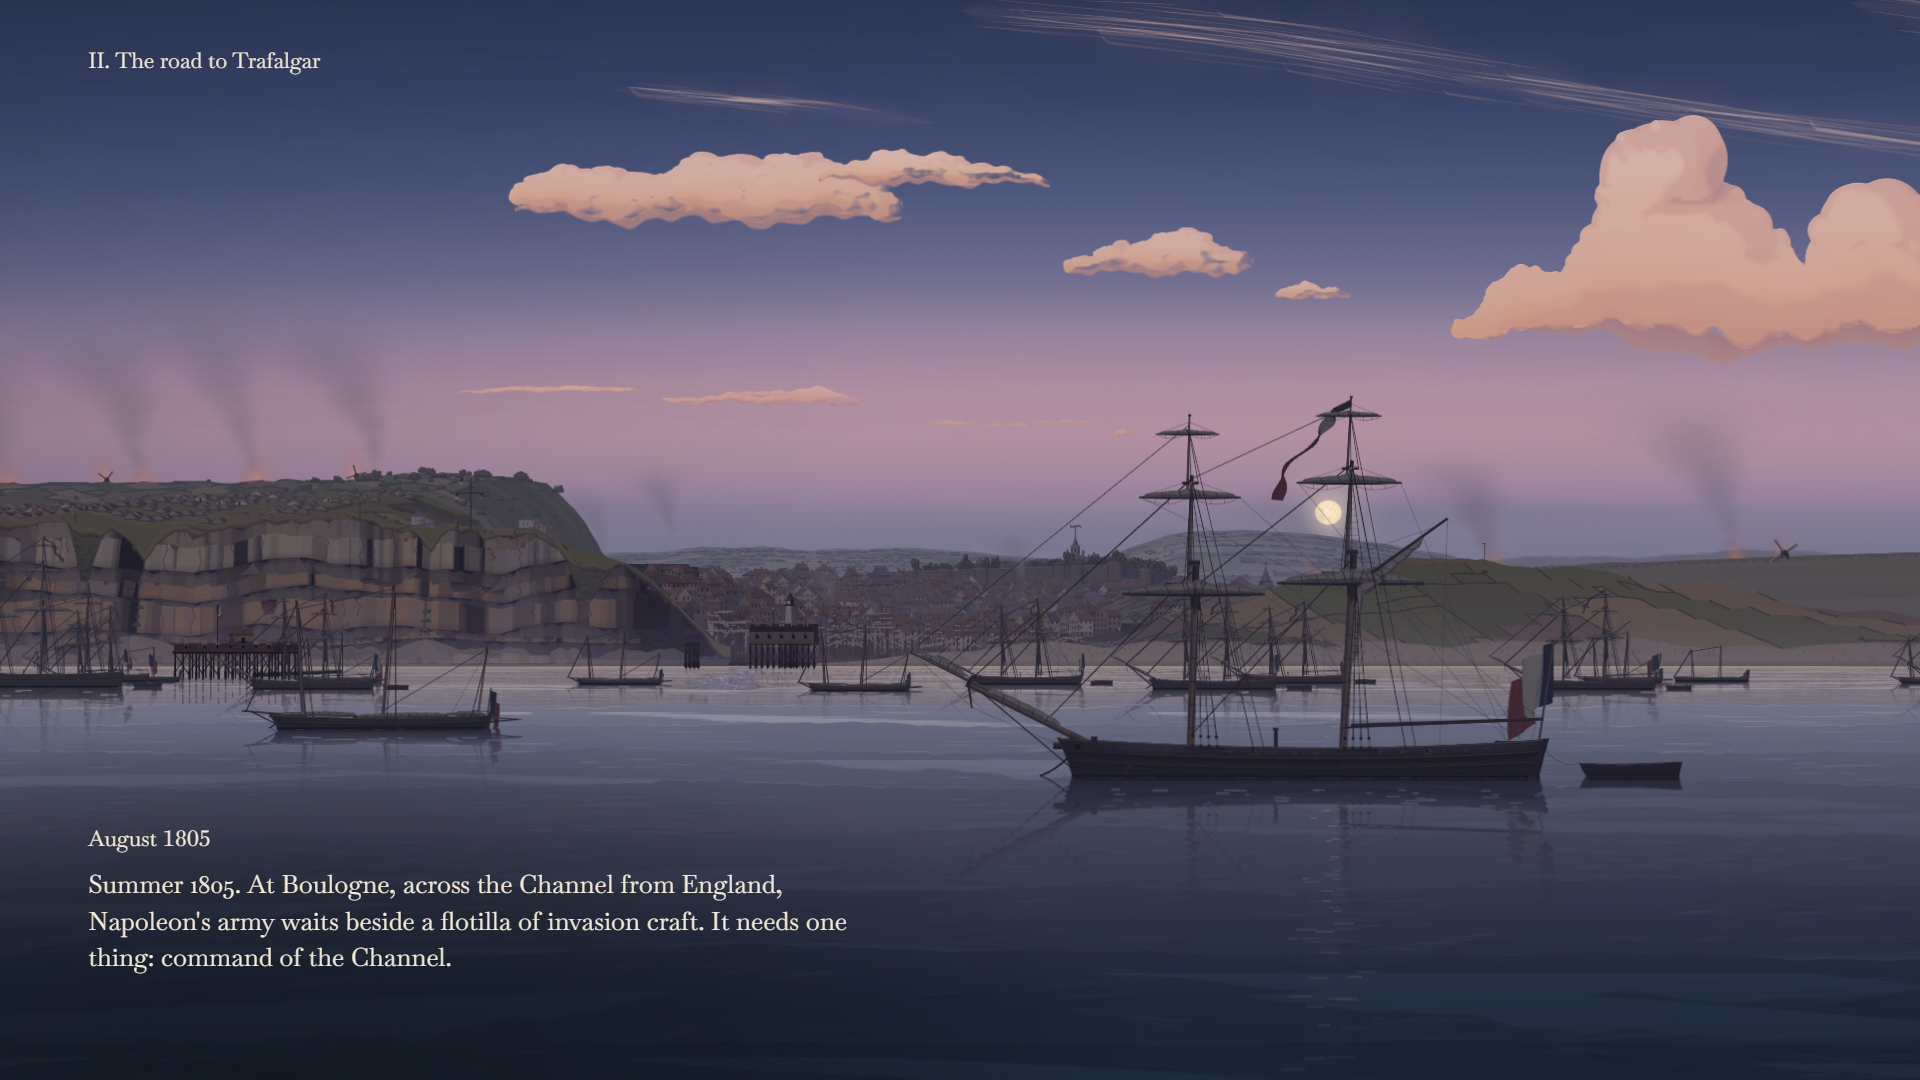 II. The road to Trafalgar
August 1805
Summer 1805. At Boulogne, across the Channel from England,
Napoleon's army waits beside a flotilla of invasion craft. It needs one
thing: command of the Channel.